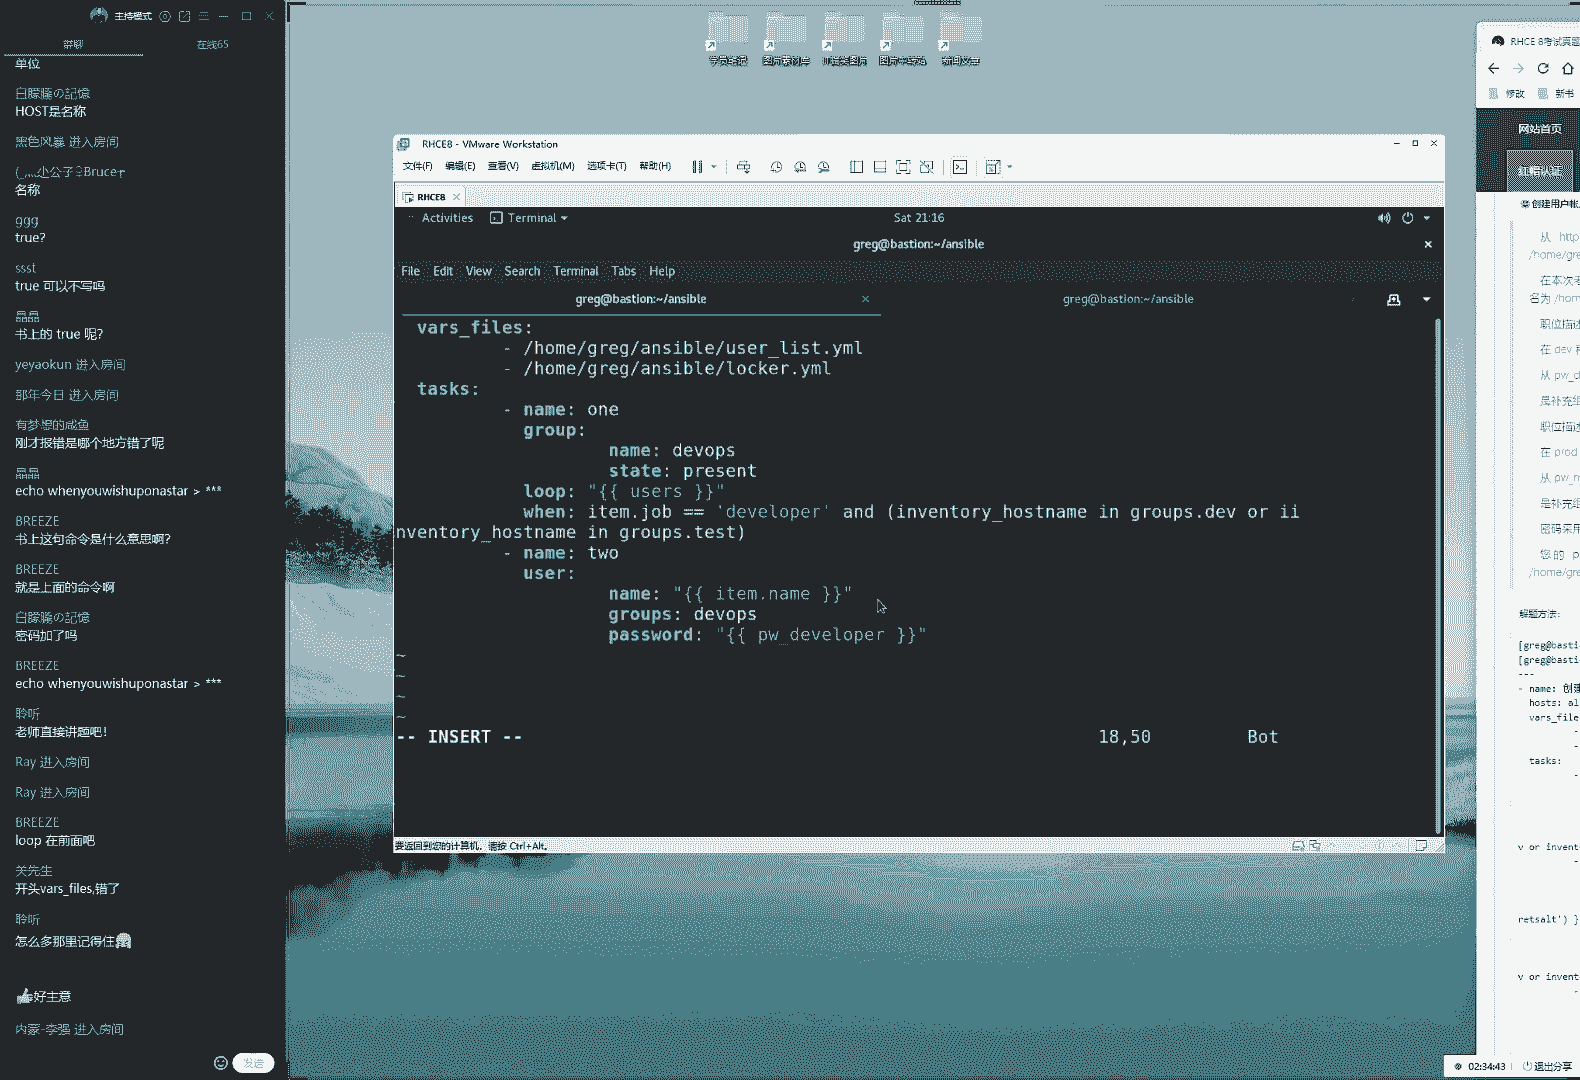 主持模式
群聊
在线65
单位
白朦朧の記憶
HOST是名称
黑色风暴 进入房间
名称
ggg
true?
ssst
true 可以不写吗
晶晶
书上的 true 呢?
yeyaokun 进入房间
那年今日 进入房间
有梦想的咸鱼
刚才报错是哪个地方错了呢
晶晶
echo whenyouwishuponastar > ***
BREEZE
书上这句命令是什么意思啊?
BREEZE
就是上面的命令啊
白朦朧の記憶
密码加了吗
BREEZE
echo whenyouwishuponastar > ***
聆听
老师直接讲题吧!
Ray 进入房间
Ray 进入房间
BREEZE
loop 在前面吧
关先生
开头vars_files,错了
聆听
怎么多那里记得住
👍好主意
内蒙-李强 进入房间
发送
RHCE8 - VMware Workstation
文件(F) 编辑(E) 查看(V) 虚拟机(M) 选项卡(T) 帮助(H)
RHCE8
Activities Terminal Sat 21:16
greg@bastion:~/ansible
File Edit View Search Terminal Tabs Help
greg@bastion:~/ansible greg@bastion:~/ansible
vars_files:
- /home/greg/ansible/user_list.yml
- /home/greg/ansible/locker.yml
tasks:
- name: one
group:
name: devops
state: present
loop: "{{ users }}"
when: item.job == 'developer' and (inventory_hostname in groups.dev or ii
nventory_hostname in groups.test)
- name: two
user:
name: "{{ item.name }}"
groups: devops
password: "{{ pw_developer }}"
~
~
~
~
-- INSERT -- 18,50 Bot
要返回到您的计算机，请按 Ctrl+Alt。
RHCE 8考试真题
修改 新书
网站首页
红帽认证
创建用户帐
从 http
/home/gre
在本次考
名为 /hom
职位描述
在 dev
从 pw_d
是补充组
职位描述
在 prod
从 pw_m
是补充组
密码采用
您的 p
/home/gre
解题方法:
[greg@basti
[greg@basti
---
- name: 创建
hosts: al
vars_file
-
-
tasks:
-
v or invent
-
retsalt') }
v or invent
-
02:34:43 退出分享